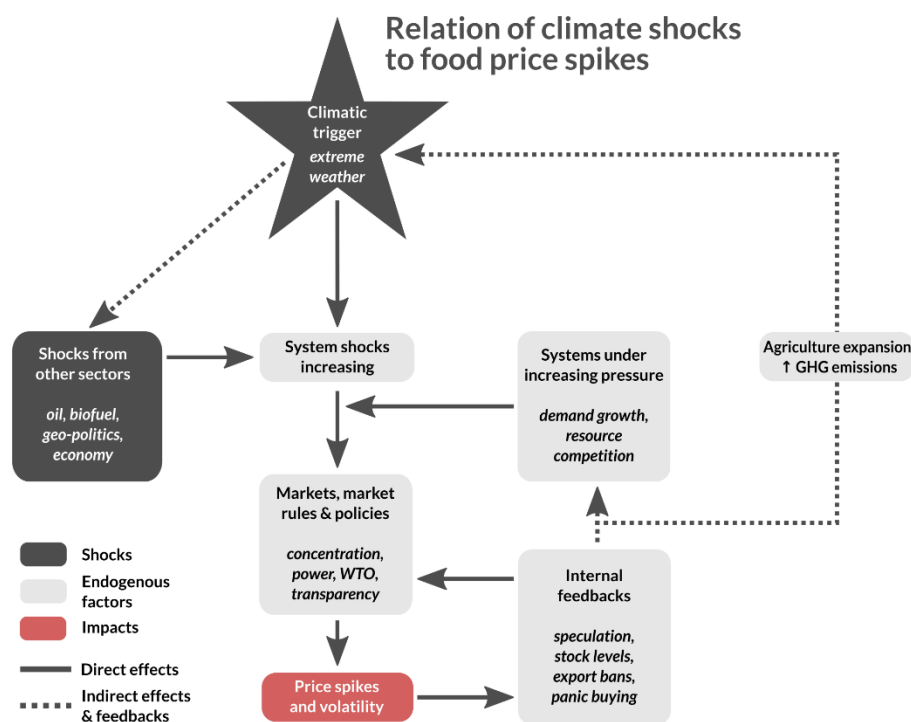 Relation of climate shocks
to food price spikes
Climatic
trigger
extreme
weather
Shocks from
other sectors
oil, biofuel,
geo-politics,
economy
System shocks
increasing
Systems under
increasing pressure
demand growth,
resource
competition
Agriculture expansion
↑ GHG emissions
Markets, market
rules & policies
concentration,
power, WTO,
transparency
Internal
feedbacks
speculation,
stock levels,
export bans,
panic buying
Price spikes
and volatility
Shocks
Endogenous
factors
Impacts
Direct effects
Indirect effects
& feedbacks